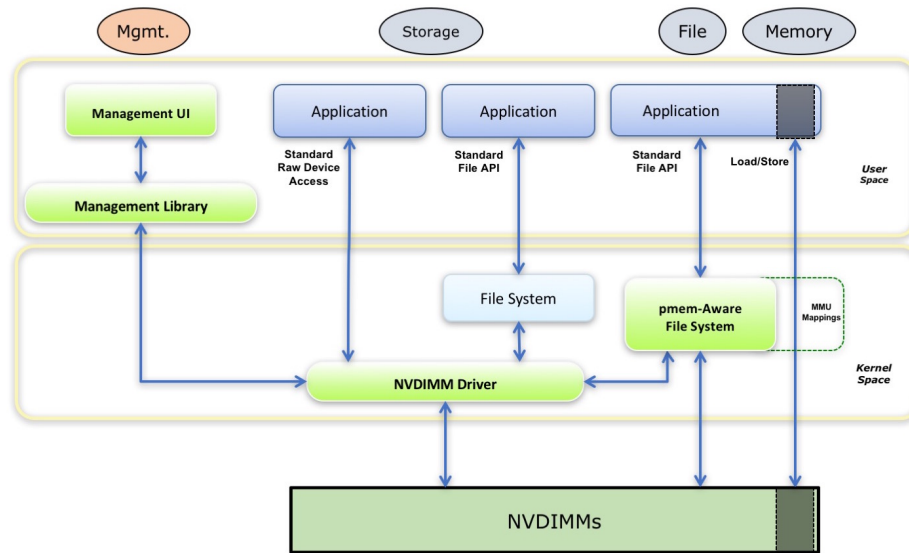 Mgmt.
Storage
File
Memory
Management UI
Application
Application
Application
Standard
Raw Device
Access
Standard
File API
Standard
File API
Load/Store
User
Space
Management Library
File System
pmem-Aware
File System
MMU
Mappings
Kernel
Space
NVDIMM Driver
NVDIMMs